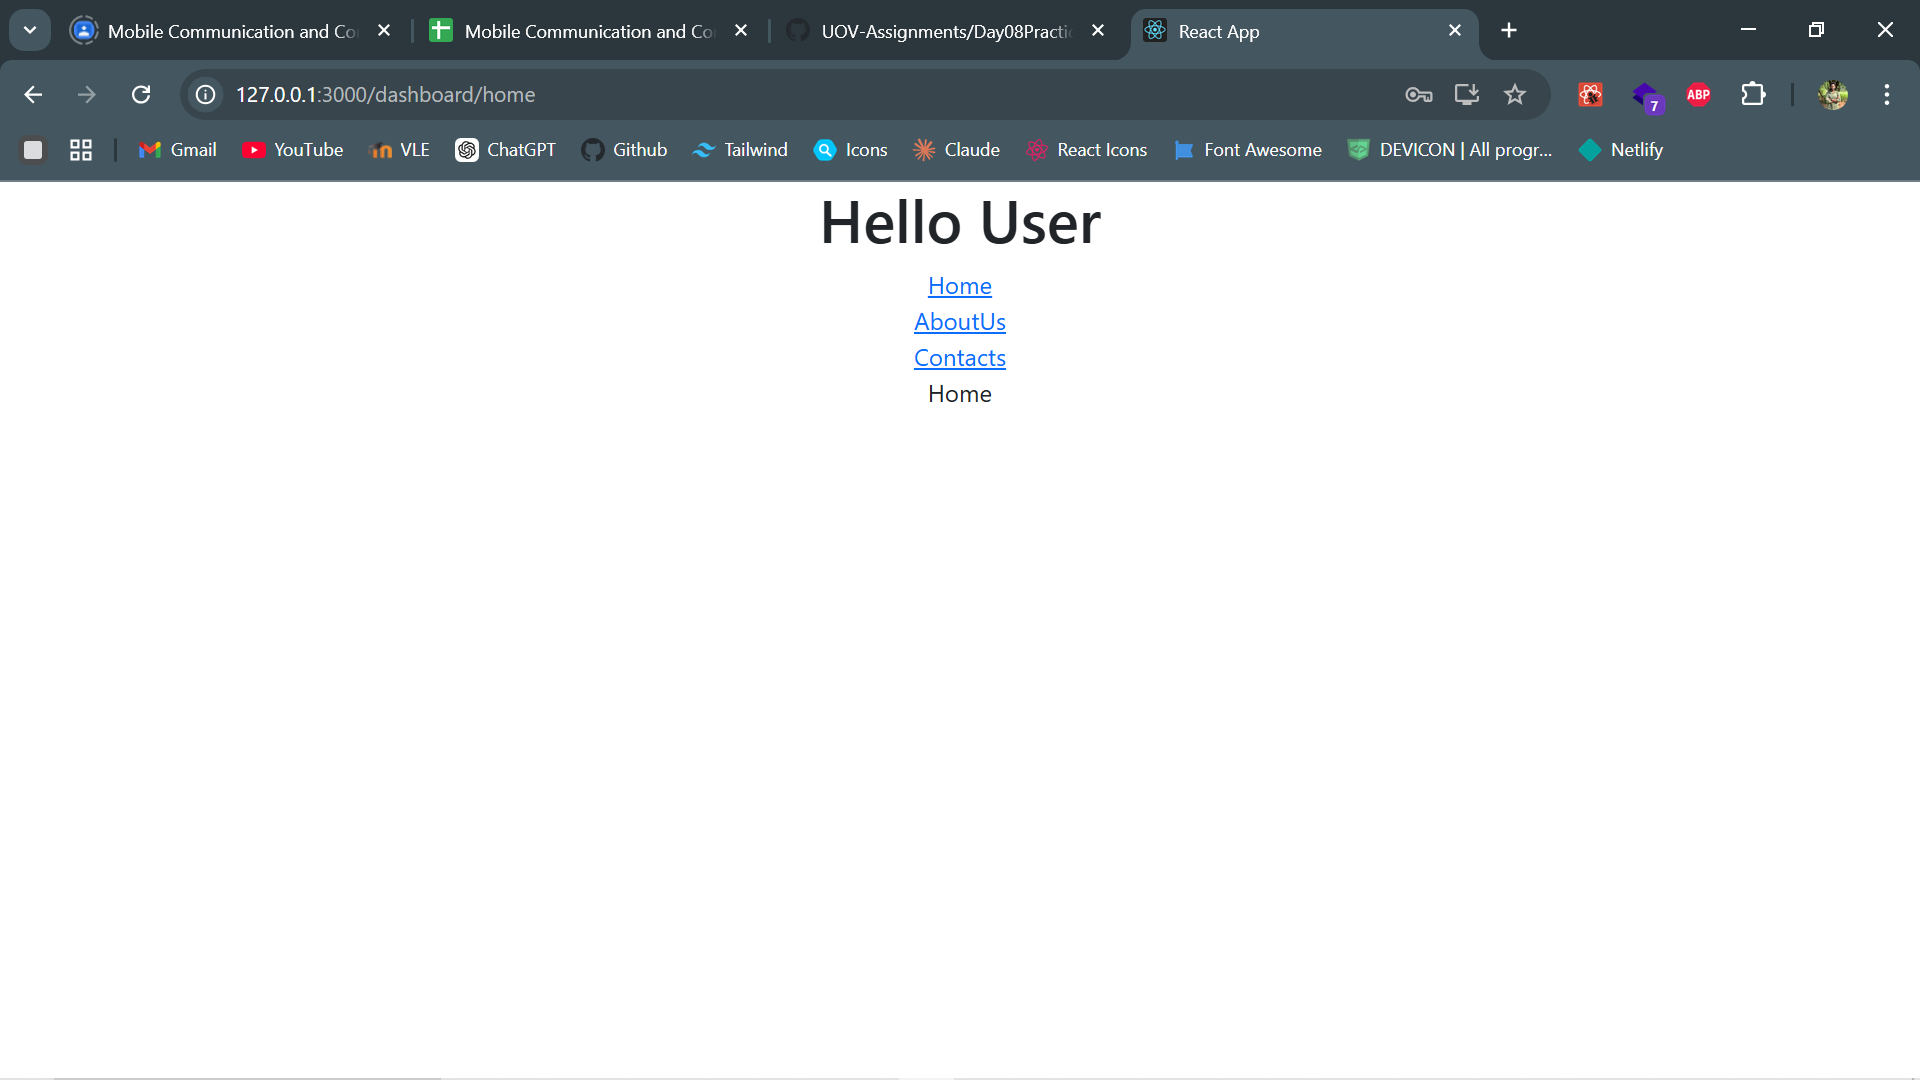 Mobile Communication and Co
Mobile Communication and Co
UOV-Assignments/Day08Practi
React App
127.0.0.1:3000/dashboard/home
7
ABP
Gmail
YouTube
VLE
ChatGPT
Github
Tailwind
Icons
Claude
React Icons
Font Awesome
DEVICON | All progr...
Netlify
Hello User
Home
AboutUs
Contacts
Home